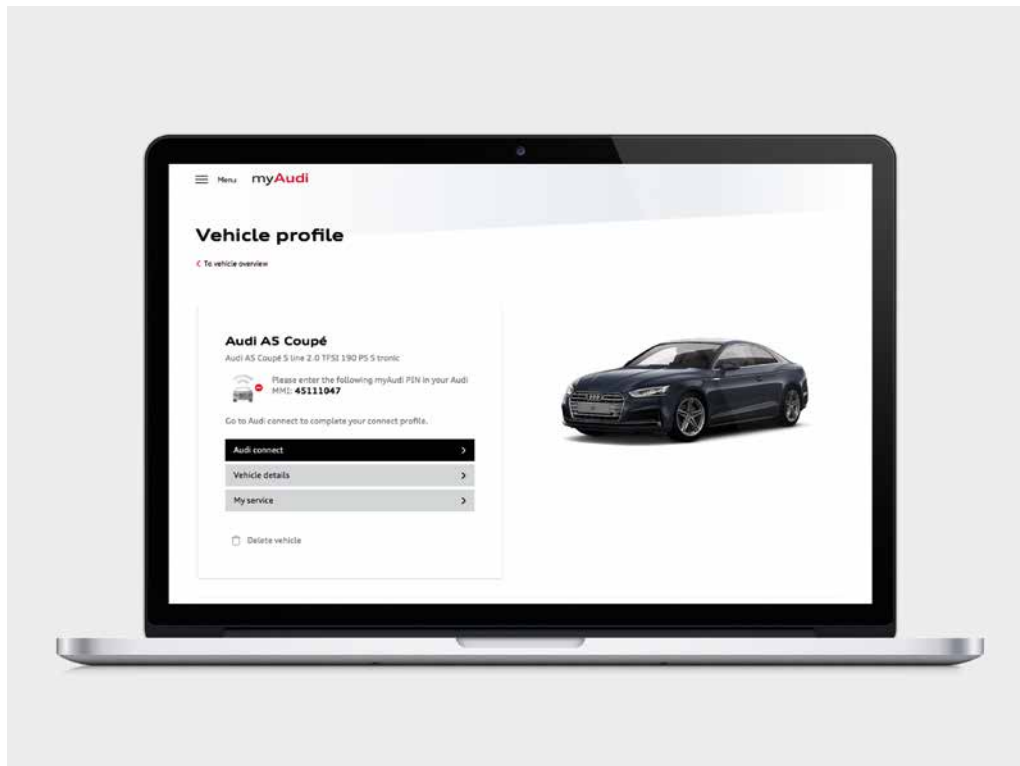 Menu myAudi
Vehicle profile
To vehicle overview
Audi A5 Coupé
Audi A5 Coupé S line 2.0 TFSI 190 PS S tronic
Please enter the following myAudi PIN in your Audi
MMI: 45111047
Go to Audi connect to complete your connect profile.
Audi connect
Vehicle details
My service
Delete vehicle